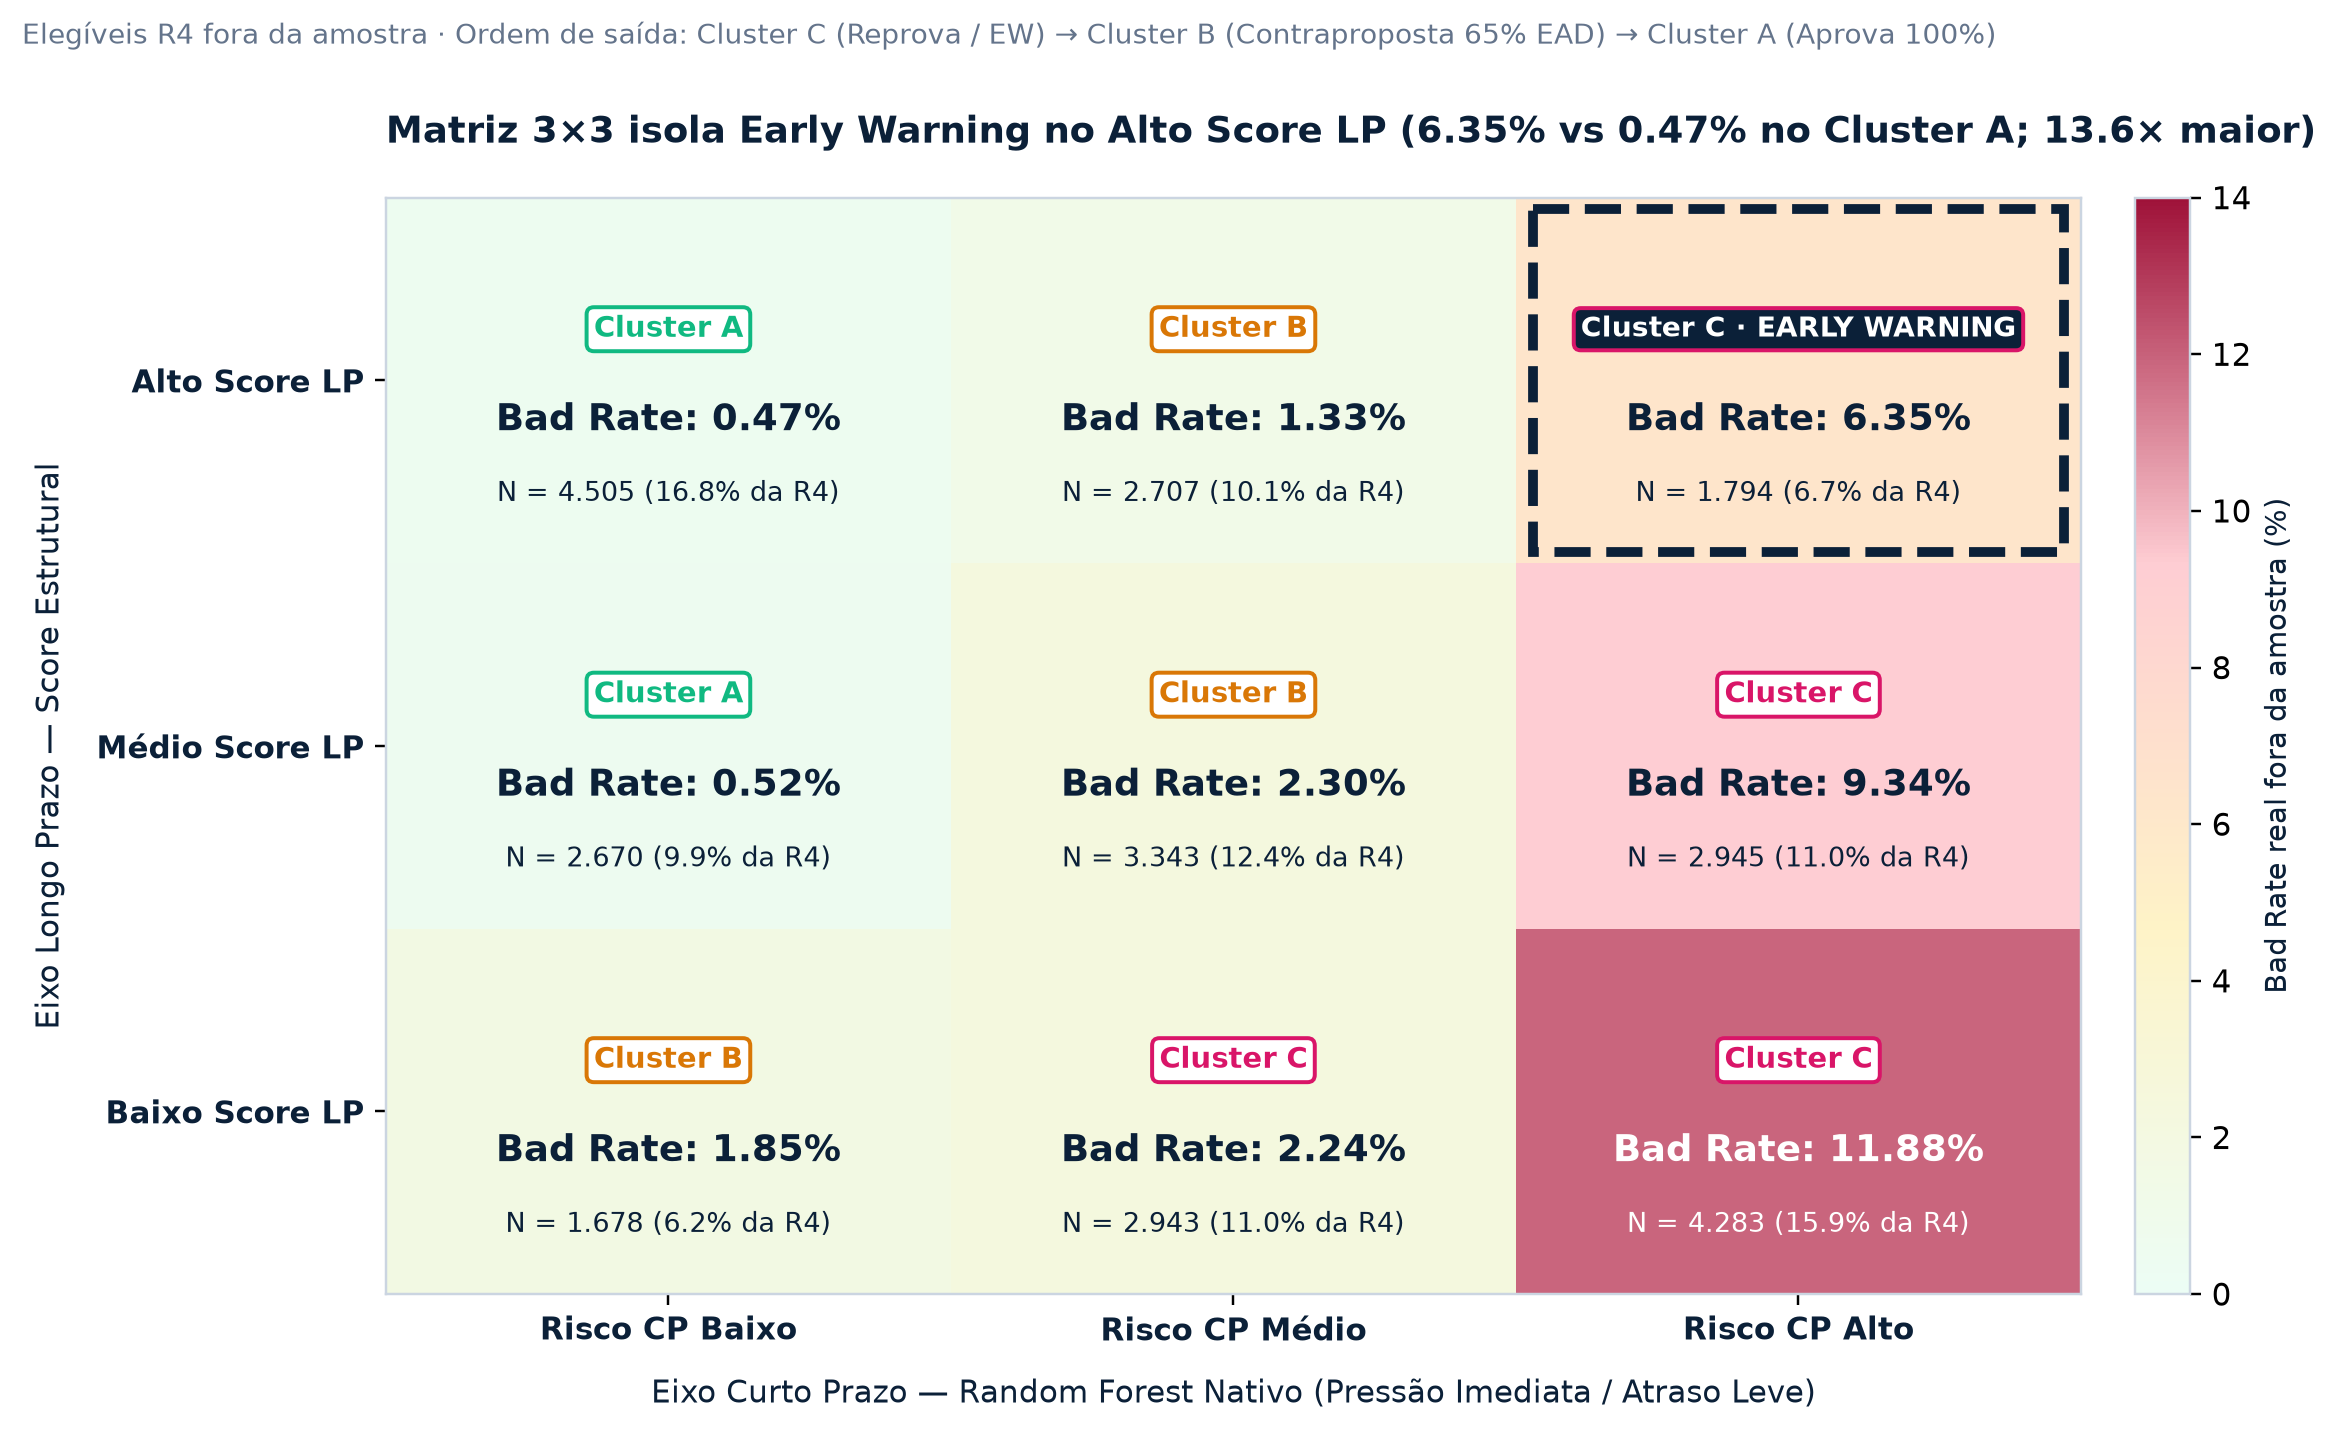 Elegíveis R4 fora da amostra · Ordem de saída: Cluster C (Reprova / EW) → Cluster B (Contraproposta 65% EAD) → Cluster A (Aprova 100%)
Matriz 3×3 isola Early Warning no Alto Score LP (6.35% vs 0.47% no Cluster A; 13.6× maior)
Eixo Longo Prazo — Score Estrutural
Alto Score LP
Cluster A
Bad Rate: 0.47%
N = 4.505 (16.8% da R4)
Cluster B
Bad Rate: 1.33%
N = 2.707 (10.1% da R4)
Cluster C · EARLY WARNING
Bad Rate: 6.35%
N = 1.794 (6.7% da R4)
Médio Score LP
Cluster A
Bad Rate: 0.52%
N = 2.670 (9.9% da R4)
Cluster B
Bad Rate: 2.30%
N = 3.343 (12.4% da R4)
Cluster C
Bad Rate: 9.34%
N = 2.945 (11.0% da R4)
Baixo Score LP
Cluster B
Bad Rate: 1.85%
N = 1.678 (6.2% da R4)
Cluster C
Bad Rate: 2.24%
N = 2.943 (11.0% da R4)
Cluster C
Bad Rate: 11.88%
N = 4.283 (15.9% da R4)
Risco CP Baixo
Risco CP Médio
Risco CP Alto
Eixo Curto Prazo — Random Forest Nativo (Pressão Imediata / Atraso Leve)
14
12
10
8
6
4
2
0
Bad Rate real fora da amostra (%)